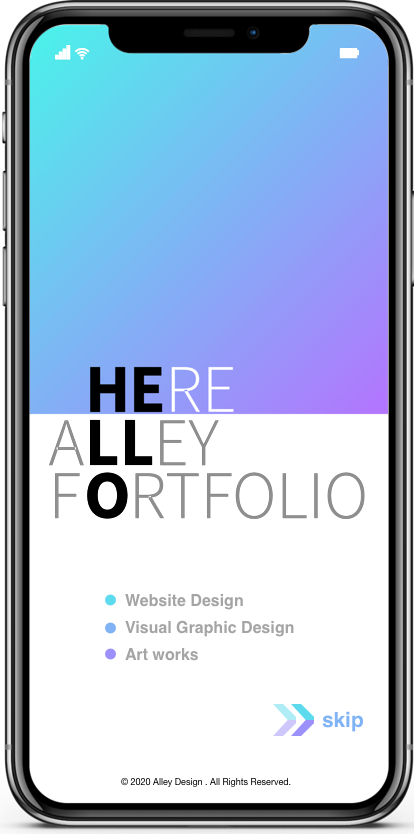 HERE
ALLEY
FORTFOLIO
Website Design
Visual Graphic Design
Art works
skip
© 2020 Alley Design . All Rights Reserved.